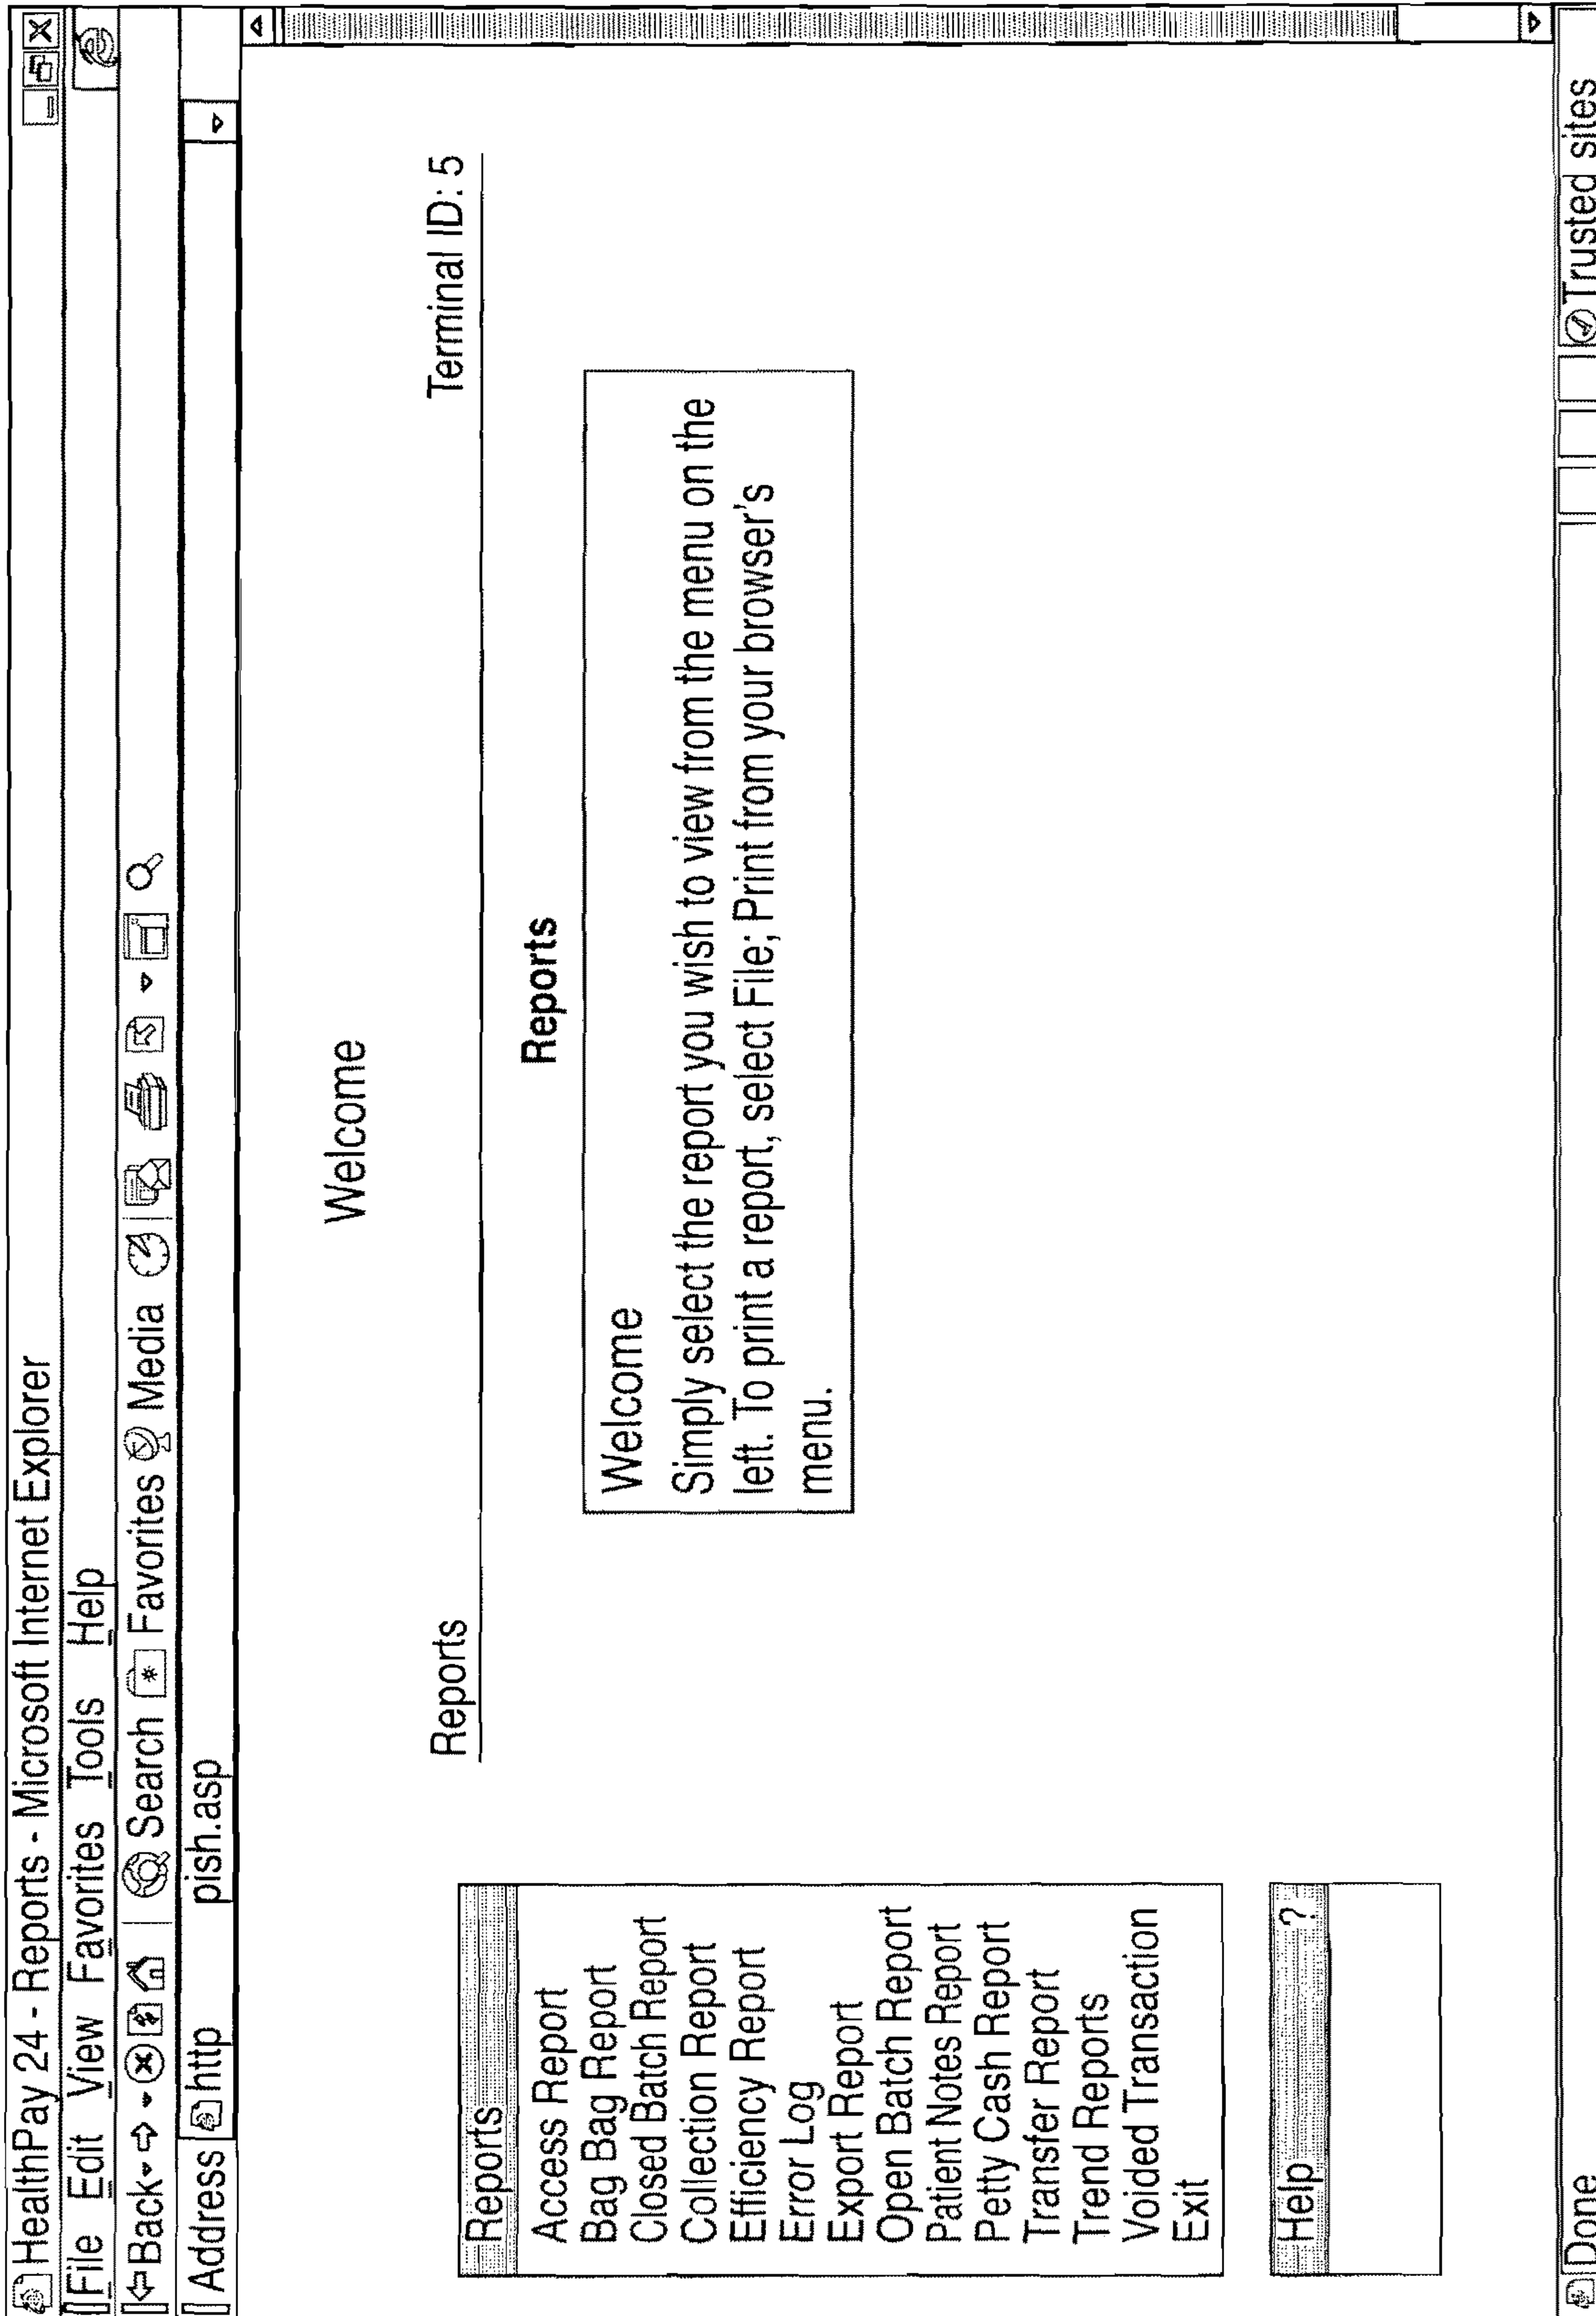 HealthPay 24 - Reports - Microsoft Internet Explorer
File Edit View Favorites Tools Help
Back Search Favorites Media
Address http pish.asp
Welcome
Reports Terminal ID: 5
Reports
Welcome
Simply select the report you wish to view from the menu on the
left. To print a report, select File; Print from your browser's
menu.
Reports
Access Report
Bag Bag Report
Closed Batch Report
Collection Report
Efficiency Report
Error Log
Export Report
Open Batch Report
Patient Notes Report
Petty Cash Report
Transfer Report
Trend Reports
Voided Transaction
Exit
Help ?
Done Trusted sites